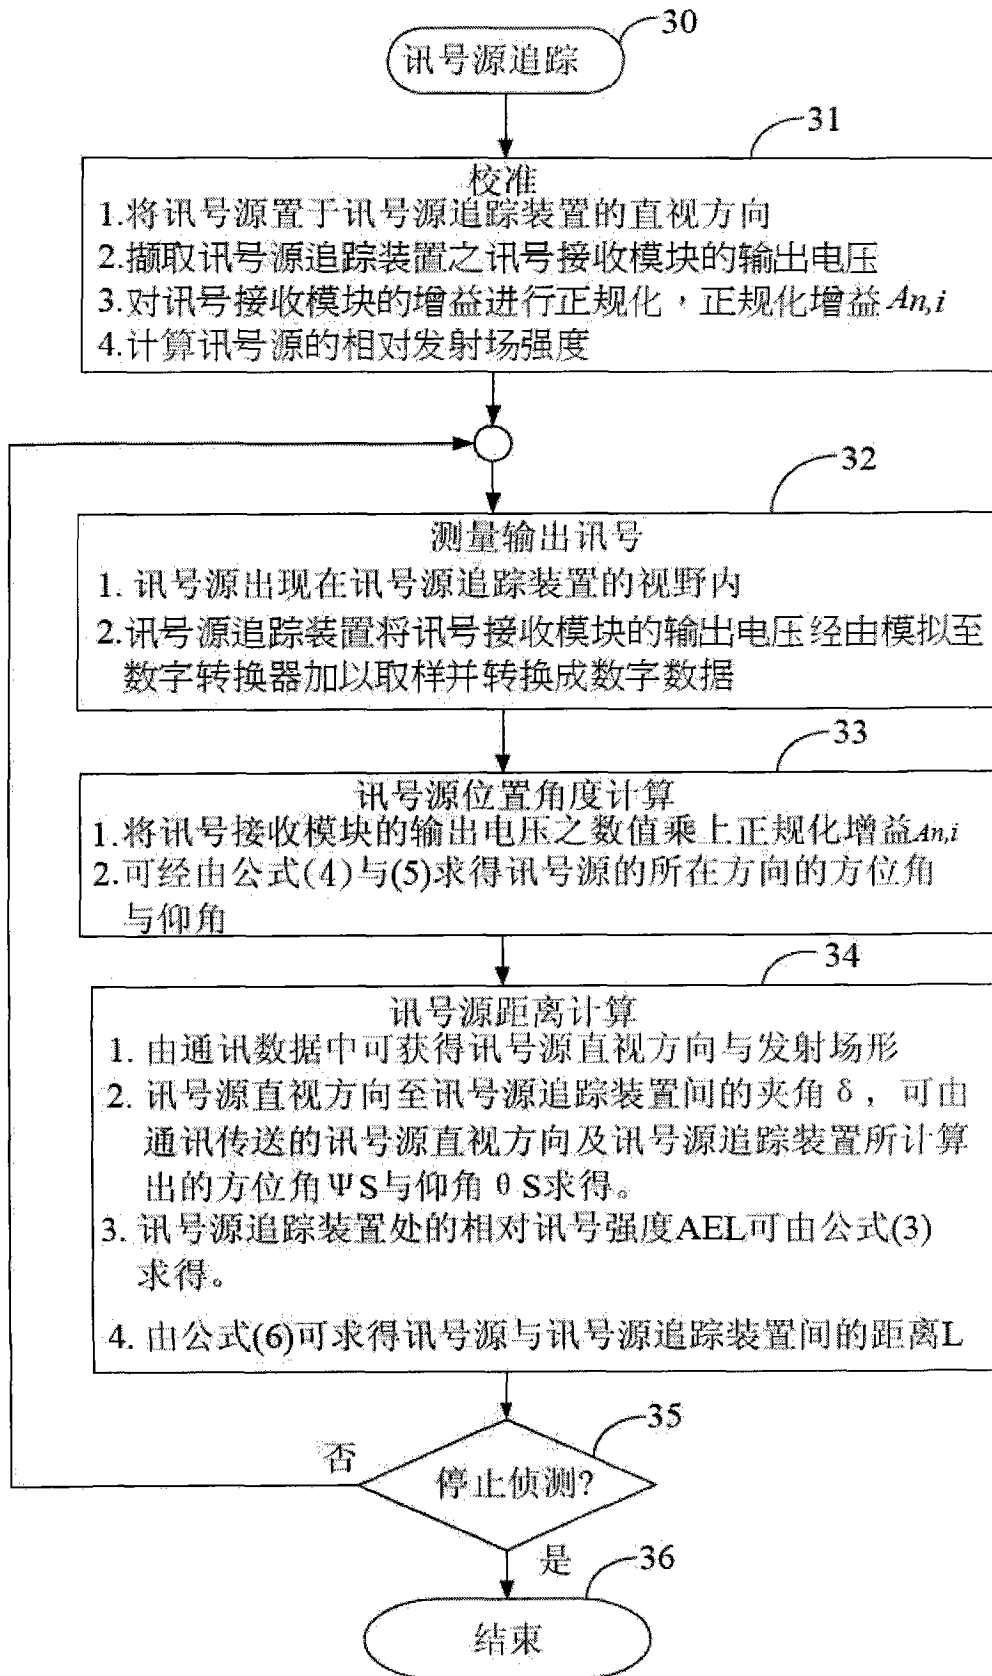 30
讯号源追踪
31
校准
1.将讯号源置于讯号源追踪装置的直视方向
2.撷取讯号源追踪装置之讯号接收模块的输出电压
3.对讯号接收模块的增益进行正规化，正规化增益An,i
4.计算讯号源的相对发射场强度
32
测量输出讯号
1. 讯号源出现在讯号源追踪装置的视野内
2.讯号源追踪装置将讯号接收模块的输出电压经由模拟至
数字转换器加以取样并转换成数字数据
33
讯号源位置角度计算
1.将讯号接收模块的输出电压之数值乘上正规化增益An,i
2.可经由公式(4)与(5)求得讯号源的所在方向的方位角
与仰角
34
讯号源距离计算
1. 由通讯数据中可获得讯号源直视方向与发射场形
2. 讯号源直视方向至讯号源追踪装置间的夹角δ，可由
通讯传送的讯号源直视方向及讯号源追踪装置所计算
出的方位角ΨS与仰角θS求得。
3. 讯号源追踪装置处的相对讯号强度AEL可由公式(3)
求得。
4. 由公式(6)可求得讯号源与讯号源追踪装置间的距离L
35
否
停止侦测?
是
36
结束